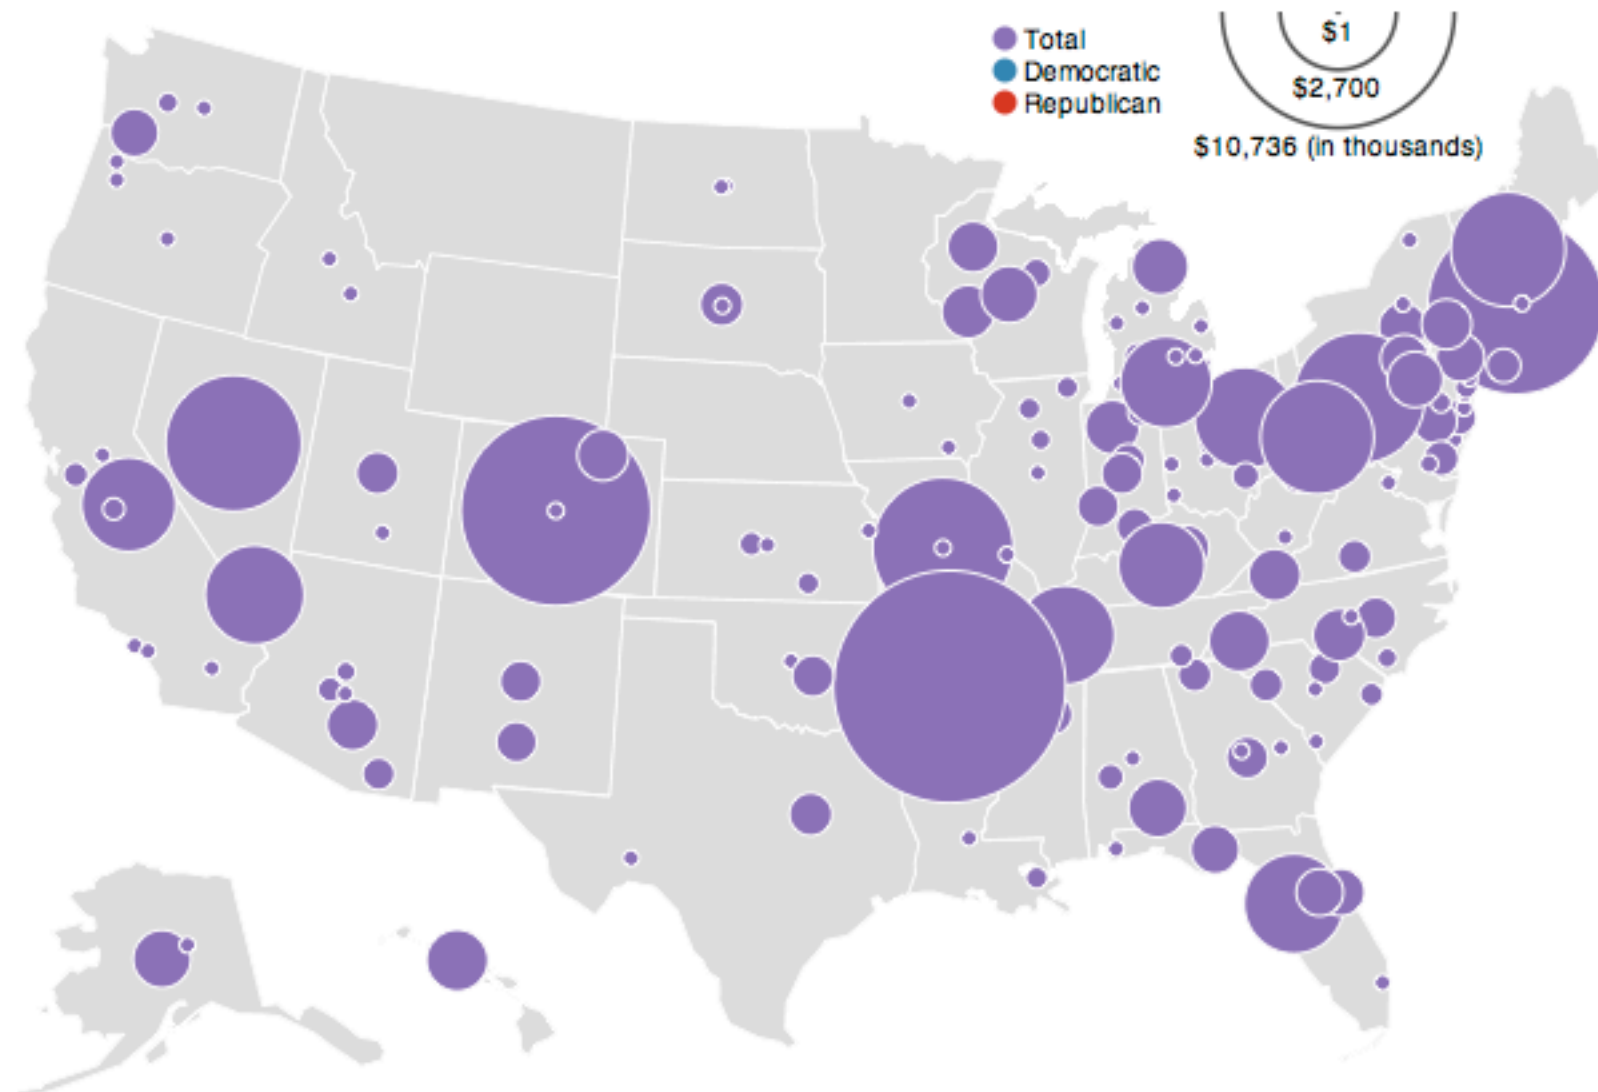 Total
Democratic
Republican
$1
$2,700
$10,736 (in thousands)